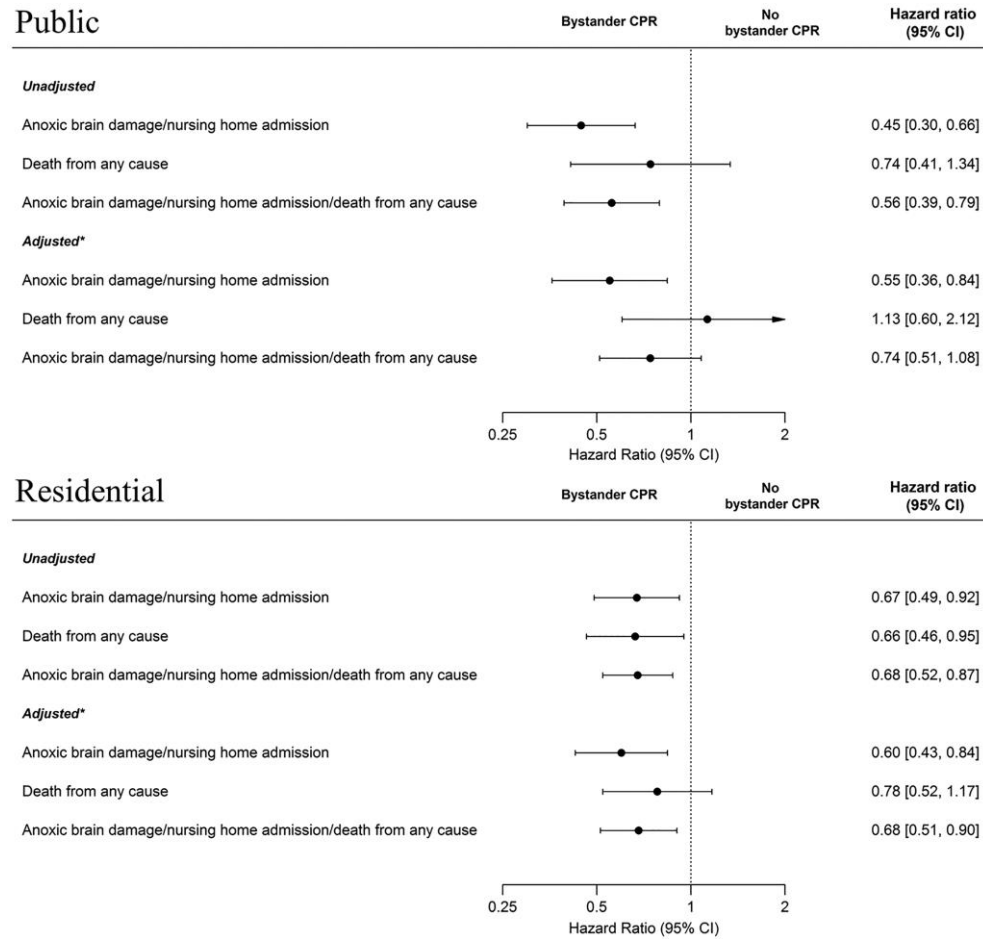 Public
Bystander CPR
No
bystander CPR
Hazard ratio
(95% CI)
Unadjusted
Anoxic brain damage/nursing home admission 0.45 [0.30, 0.66]
Death from any cause 0.74 [0.41, 1.34]
Anoxic brain damage/nursing home admission/death from any cause 0.56 [0.39, 0.79]
Adjusted*
Anoxic brain damage/nursing home admission 0.55 [0.36, 0.84]
Death from any cause 1.13 [0.60, 2.12]
Anoxic brain damage/nursing home admission/death from any cause 0.74 [0.51, 1.08]
0.25 0.5 1 2
Hazard Ratio (95% CI)
Residential
Bystander CPR
No
bystander CPR
Hazard ratio
(95% CI)
Unadjusted
Anoxic brain damage/nursing home admission 0.67 [0.49, 0.92]
Death from any cause 0.66 [0.46, 0.95]
Anoxic brain damage/nursing home admission/death from any cause 0.68 [0.52, 0.87]
Adjusted*
Anoxic brain damage/nursing home admission 0.60 [0.43, 0.84]
Death from any cause 0.78 [0.52, 1.17]
Anoxic brain damage/nursing home admission/death from any cause 0.68 [0.51, 0.90]
0.25 0.5 1 2
Hazard Ratio (95% CI)